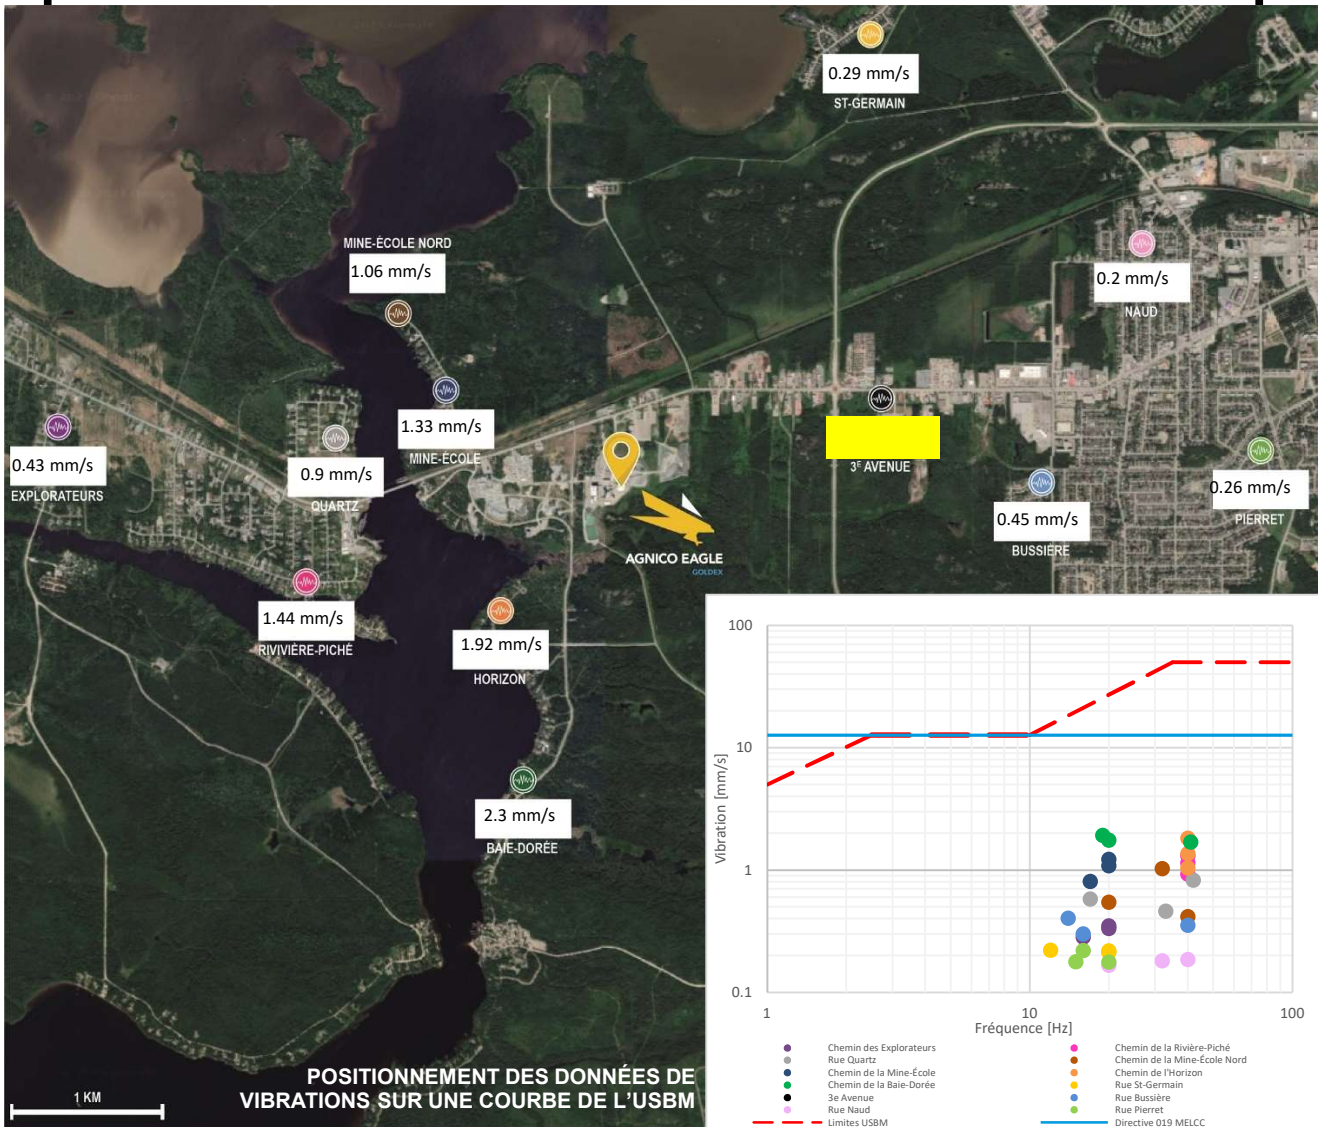 0.29 mm/s
ST-GERMAIN
MINE-ÉCOLE NORD
1.06 mm/s
0.2 mm/s
NAUD
1.33 mm/s
MINE-ÉCOLE
0.43 mm/s
EXPLORATEURS
0.9 mm/s
QUARTZ
3E AVENUE
0.45 mm/s
BUSSIÈRE
0.26 mm/s
PIERRET
AGNICO EAGLE
GOLDEX
1.44 mm/s
RIVIVIÈRE-PICHÉ
1.92 mm/s
HORIZON
2.3 mm/s
BAIE-DORÉE
1 KM
POSITIONNEMENT DES DONNÉES DE
VIBRATIONS SUR UNE COURBE DE L'USBM
100
10
1
0.1
Vibration [mm/s]
1 10 100
Fréquence [Hz]
Chemin des Explorateurs
Rue Quartz
Chemin de la Mine-École
Chemin de la Baie-Dorée
3e Avenue
Rue Naud
Limites USBM
Chemin de la Rivière-Piché
Chemin de la Mine-École Nord
Chemin de l'Horizon
Rue St-Germain
Rue Bussière
Rue Pierret
Directive 019 MELCC